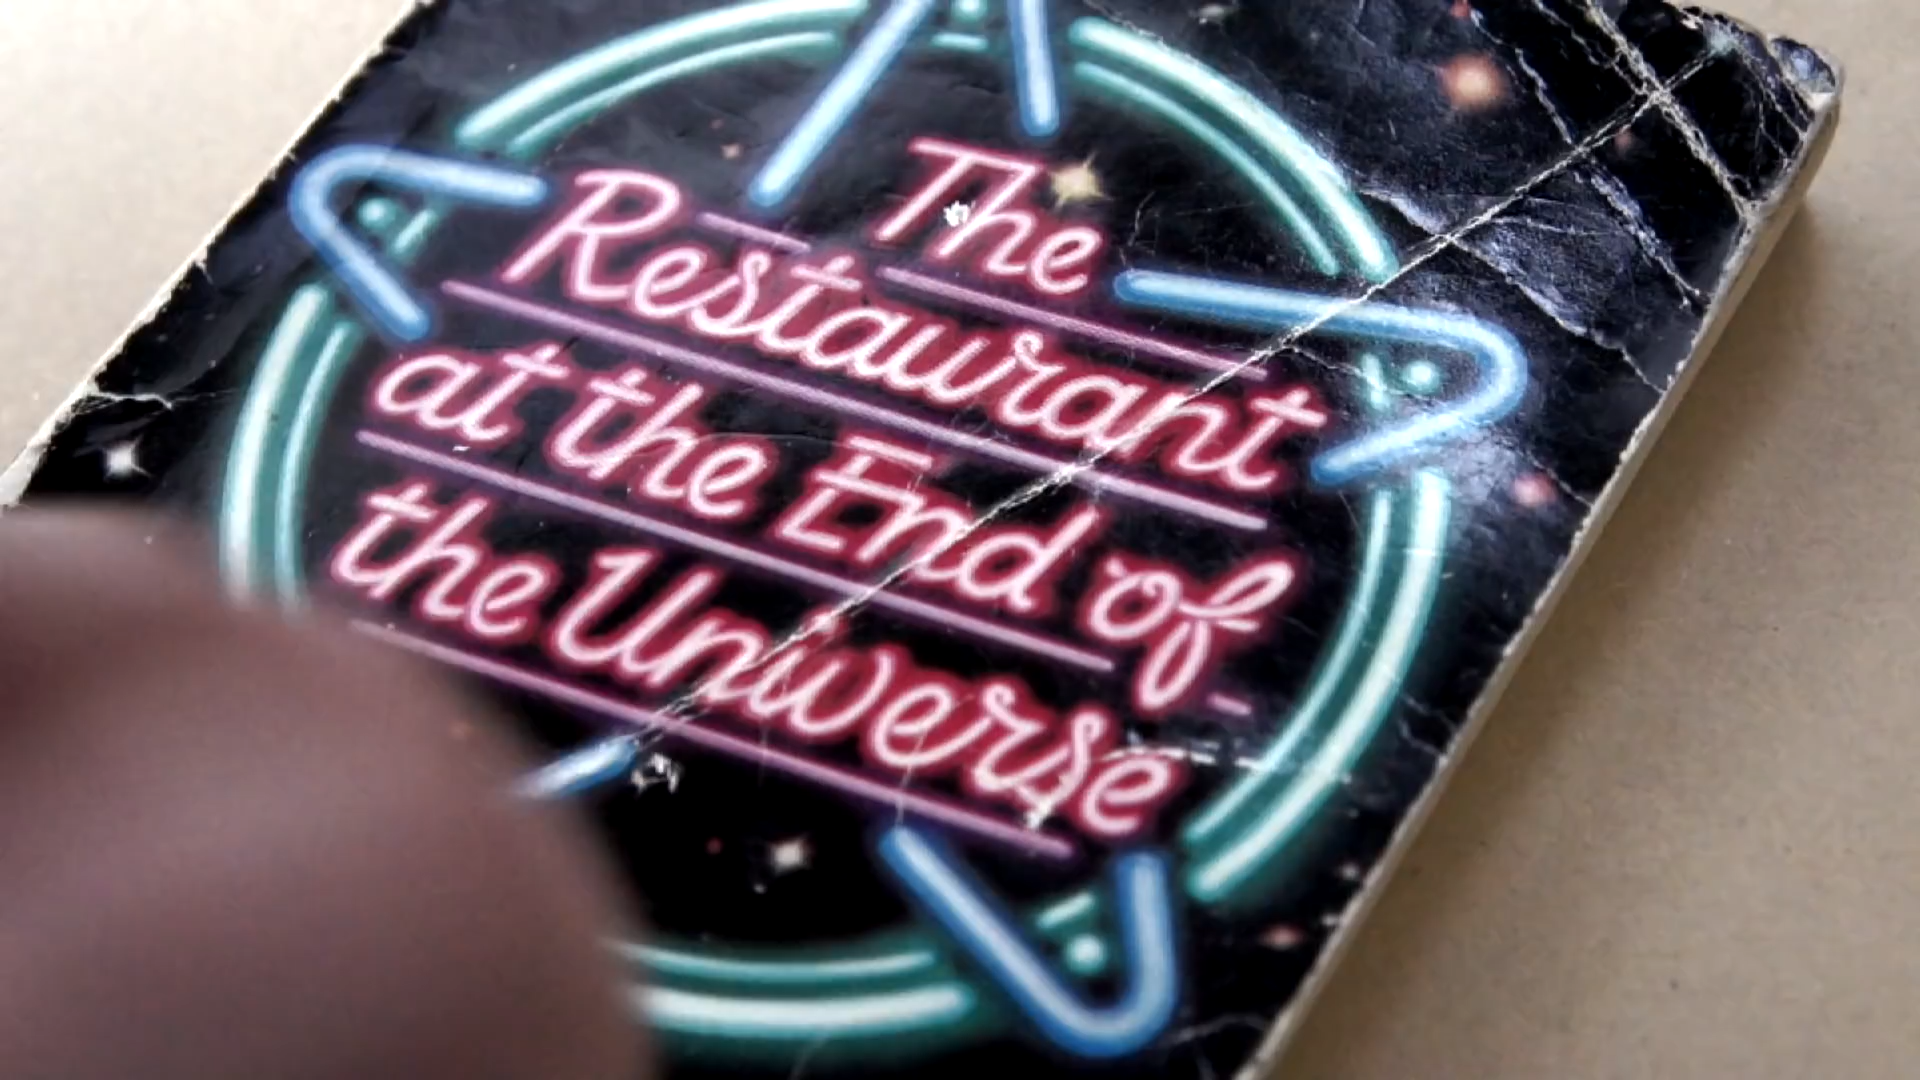 The
Restaurant
at the End of
the Universe